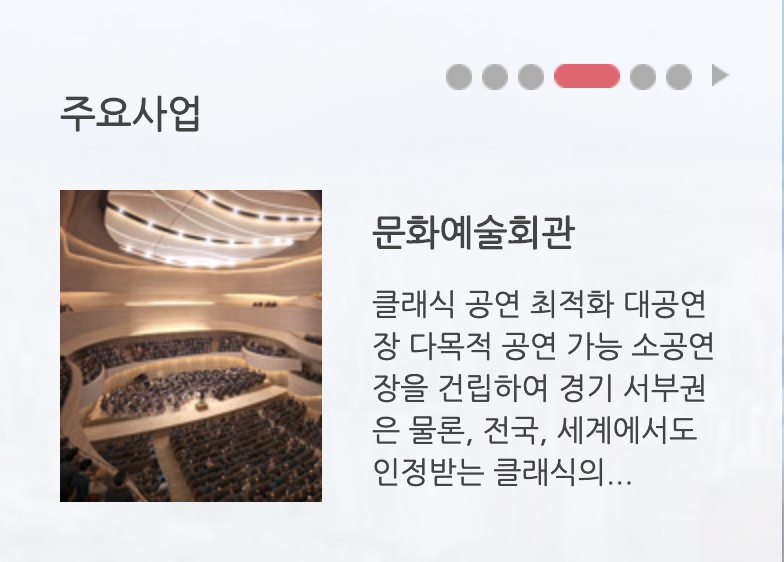 주요사업
문화예술회관
클래식 공연 최적화 대공연
장 다목적 공연 가능 소공연
장을 건립하여 경기 서부권
은 물론, 전국, 세계에서도
인정받는 클래식의...